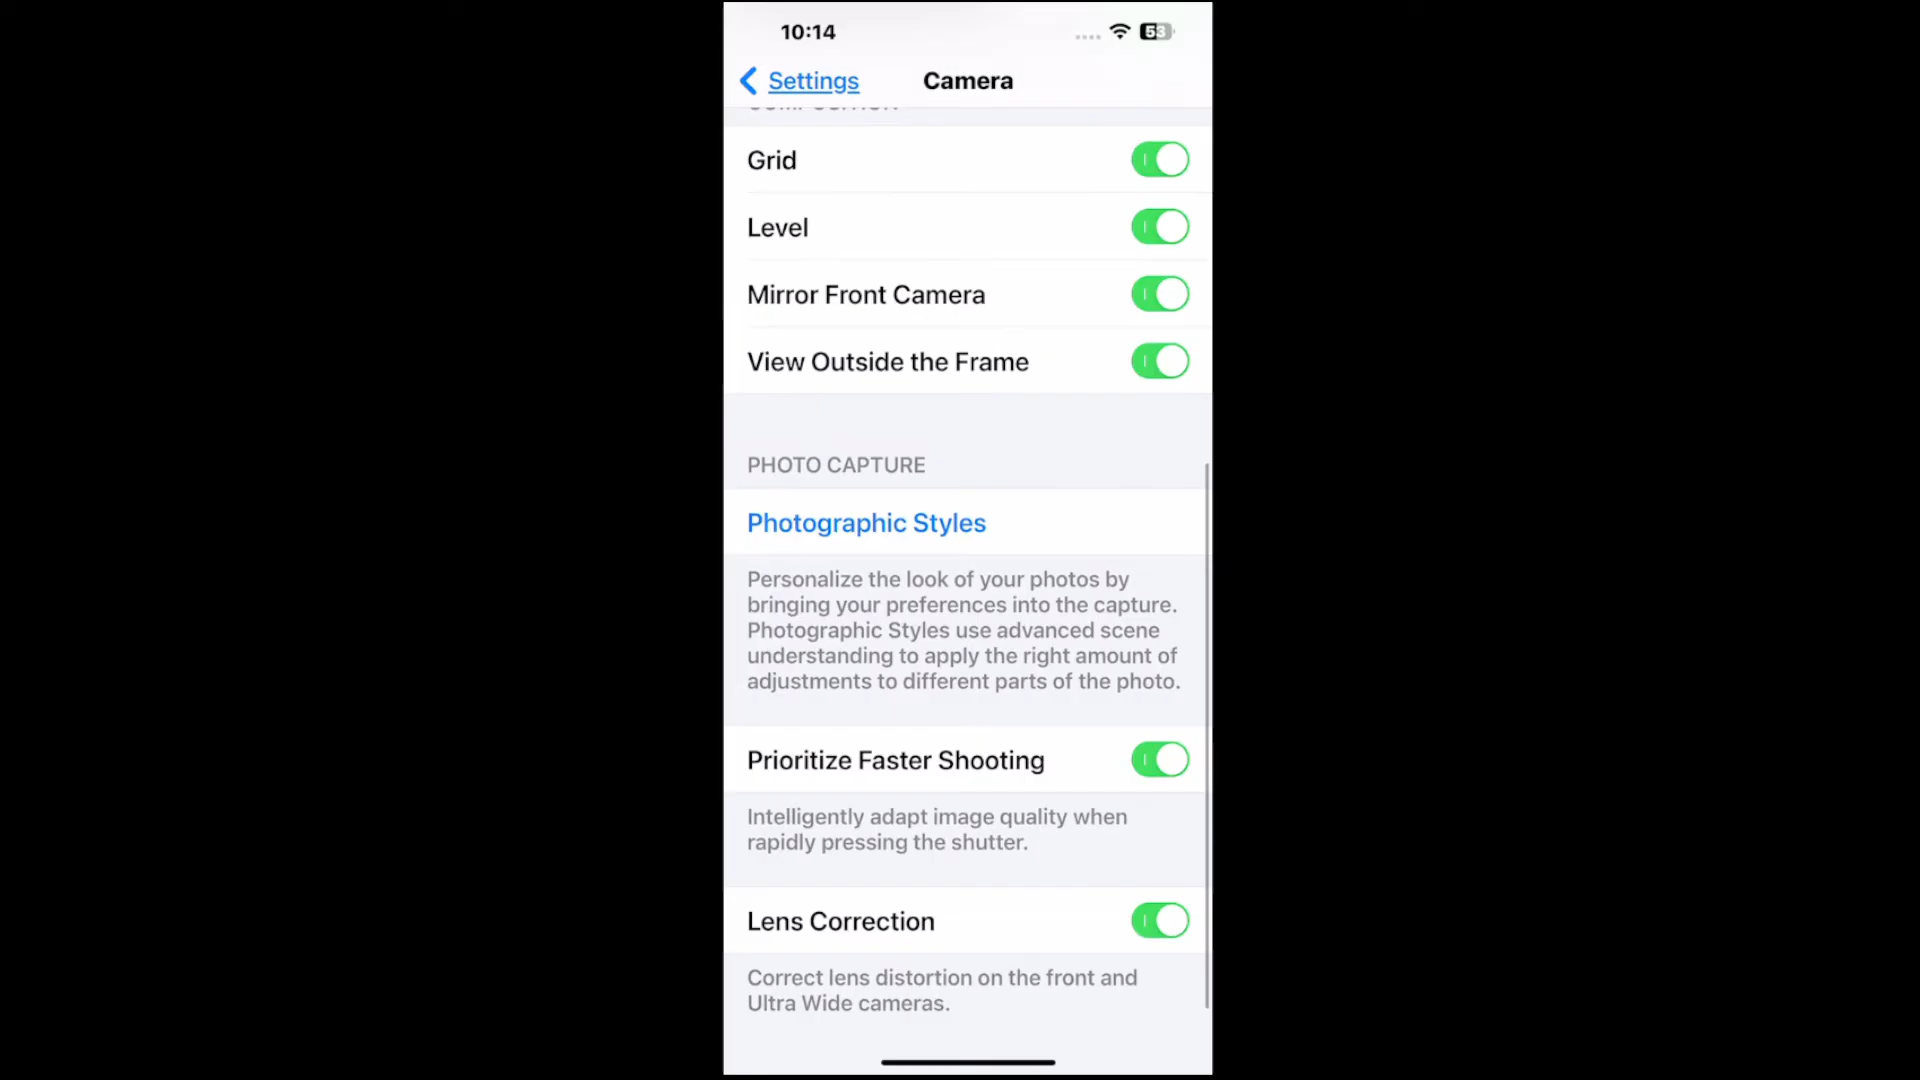 10:14
53
Settings
Camera
Grid
Level
Mirror Front Camera
View Outside the Frame
PHOTO CAPTURE
Photographic Styles
Personalize the look of your photos by
bringing your preferences into the capture.
Photographic Styles use advanced scene
understanding to apply the right amount of
adjustments to different parts of the photo.
Prioritize Faster Shooting
Intelligently adapt image quality when
rapidly pressing the shutter.
Lens Correction
Correct lens distortion on the front and
Ultra Wide cameras.